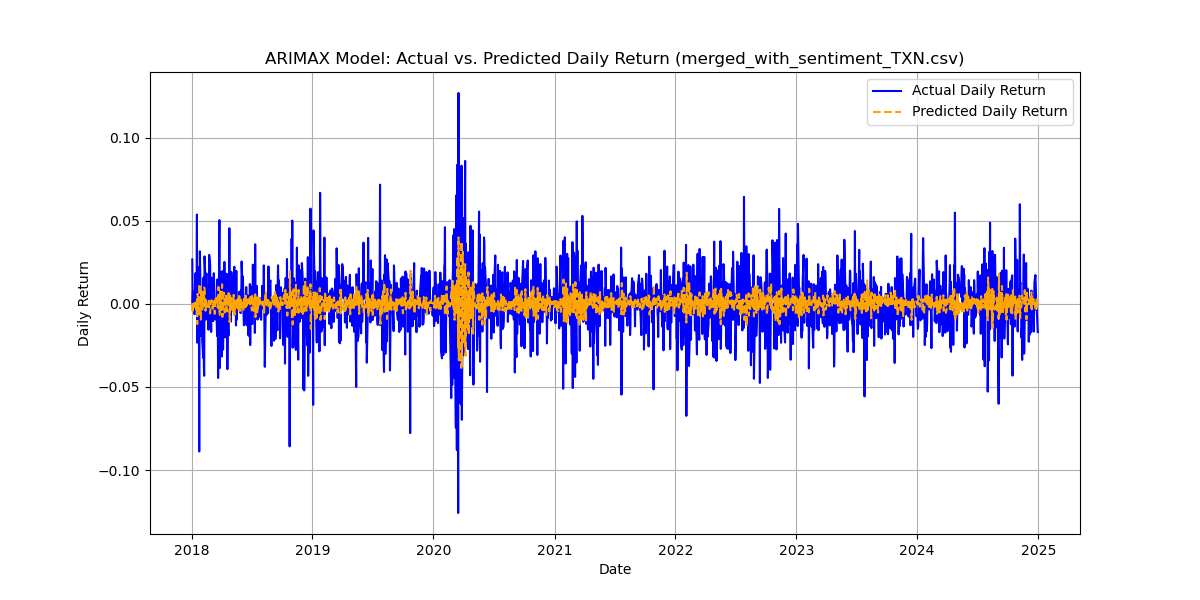 ARIMAX Model: Actual vs. Predicted Daily Return (merged_with_sentiment_TXN.csv)
Actual Daily Return
Predicted Daily Return
0.10
0.05
0.00
−0.05
−0.10
Daily Return
2018 2019 2020 2021 2022 2023 2024 2025
Date